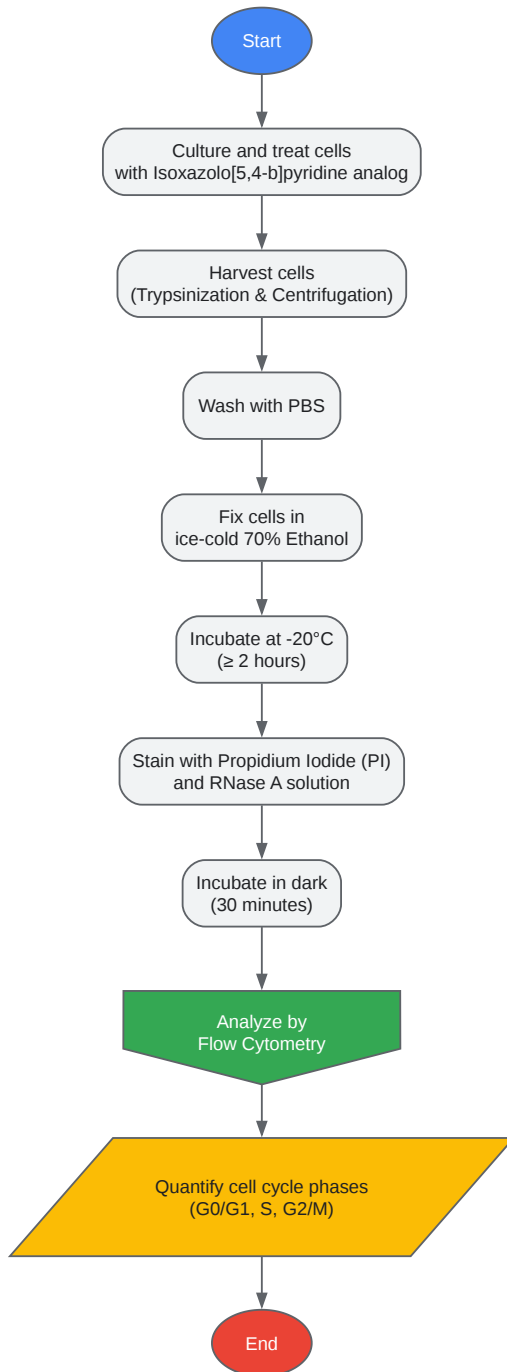 Start
Culture and treat cells
with Isoxazolo[5,4-b]pyridine analog
Harvest cells
(Trypsinization & Centrifugation)
Wash with PBS
Fix cells in
ice-cold 70% Ethanol
Incubate at -20°C
(≥ 2 hours)
Stain with Propidium Iodide (PI)
and RNase A solution
Incubate in dark
(30 minutes)
Analyze by
Flow Cytometry
Quantify cell cycle phases
(G0/G1, S, G2/M)
End